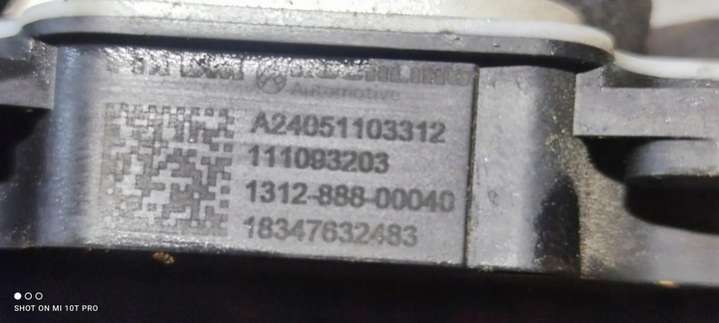 Automotive
A24051103312
111093203
1312-888-00040
18347632483
SHOT ON MI 10T PRO